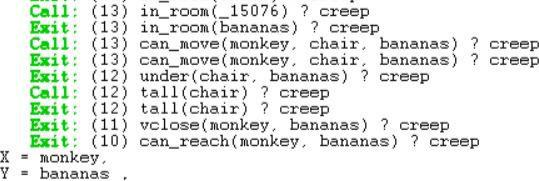 Call: (13) in_room(_15076) ? creep
Exit: (13) in_room(bananas) ? creep
Call: (13) can_move(monkey, chair, bananas) ? creep
Exit: (13) can_move(monkey, chair, bananas) ? creep
Exit: (12) under(chair, bananas) ? creep
Call: (12) tall(chair) ? creep
Exit: (12) tall(chair) ? creep
Exit: (11) vclose(monkey, bananas) ? creep
Exit: (10) can_reach(monkey, bananas) ? creep
X = monkey,
Y = bananas ,